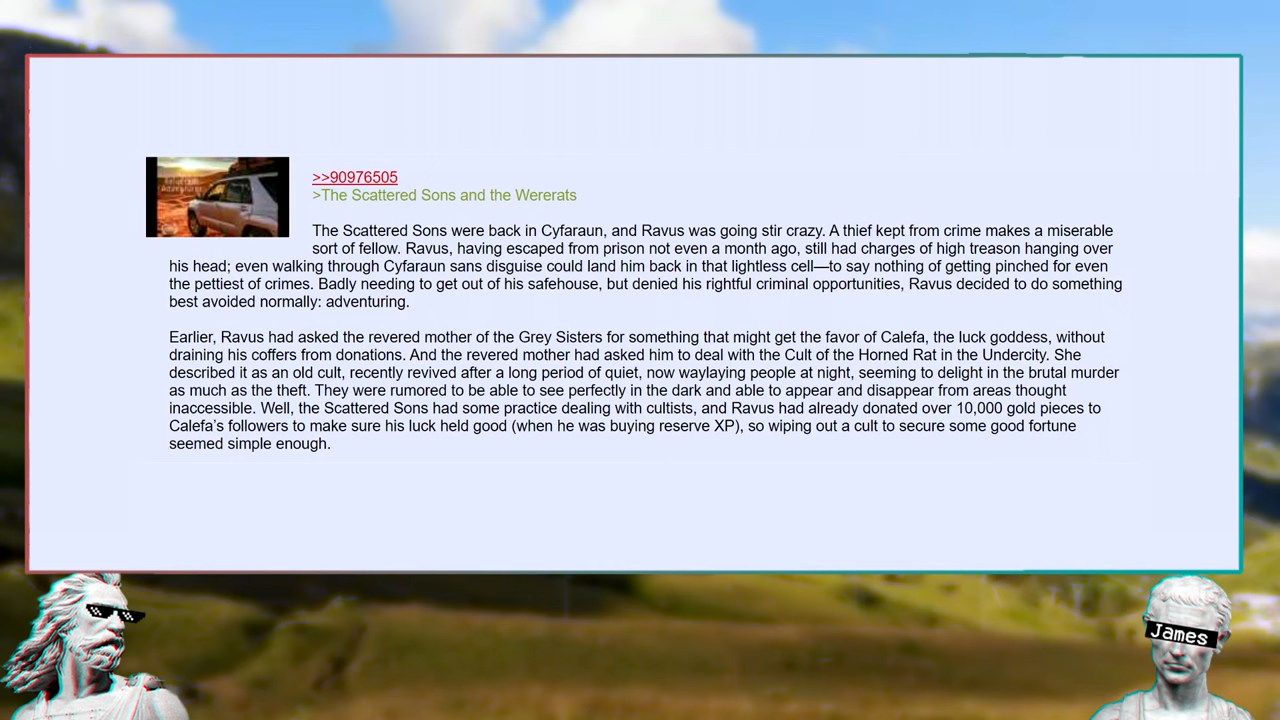 >>90976505
>The Scattered Sons and the Wererats
The Scattered Sons were back in Cyfaraun, and Ravus was going stir crazy. A thief kept from crime makes a miserable
sort of fellow. Ravus, having escaped from prison not even a month ago, still had charges of high treason hanging over
his head; even walking through Cyfaraun sans disguise could land him back in that lightless cell—to say nothing of getting pinched for even
the pettiest of crimes. Badly needing to get out of his safehouse, but denied his rightful criminal opportunities, Ravus decided to do something
best avoided normally: adventuring.
Earlier, Ravus had asked the revered mother of the Grey Sisters for something that might get the favor of Calefa, the luck goddess, without
draining his coffers from donations. And the revered mother had asked him to deal with the Cult of the Horned Rat in the Undercity. She
described it as an old cult, recently revived after a long period of quiet, now waylaying people at night, seeming to delight in the brutal murder
as much as the theft. They were rumored to be able to see perfectly in the dark and able to appear and disappear from areas thought
inaccessible. Well, the Scattered Sons had some practice dealing with cultists, and Ravus had already donated over 10,000 gold pieces to
Calefa's followers to make sure his luck held good (when he was buying reserve XP), so wiping out a cult to secure some good fortune
seemed simple enough.
James